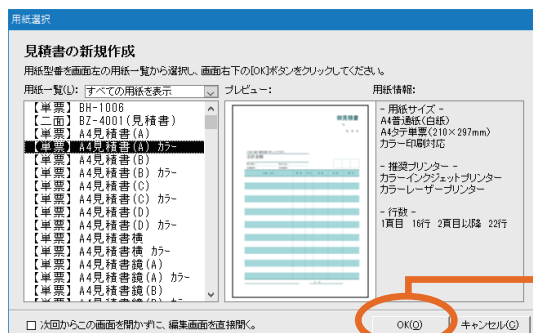 用紙選択
見積書の新規作成
用紙型番を画面左の用紙一覧から選択し、画面右下の[OK]ボタンをクリックしてください。
用紙一覧(L): すべての用紙を表示
プレビュー:
用紙情報:
【単票】BH-1006
【二面】BZ-4001(見積書)
【単票】A4見積書(A)
【単票】A4見積書(A) カラー
【単票】A4見積書(B)
【単票】A4見積書(B) カラー
【単票】A4見積書(C)
【単票】A4見積書(C) カラー
【単票】A4見積書(D)
【単票】A4見積書(D) カラー
【単票】A4見積書横
【単票】A4見積書横 カラー
【単票】A4見積書鏡(A)
【単票】A4見積書鏡(A) カラー
【単票】A4見積書鏡(B)
御見積書
- 用紙サイズ -
A4普通紙(白紙)
A4タテ単票(210×297mm)
カラー印刷対応
- 推奨プリンター -
カラーインクジェットプリンター
カラーレーザープリンター
- 行数 -
1頁目 16行 2頁目以降 22行
次回からこの画面を開かずに、編集画面を直接開く。
OK(O)
キャンセル(C)